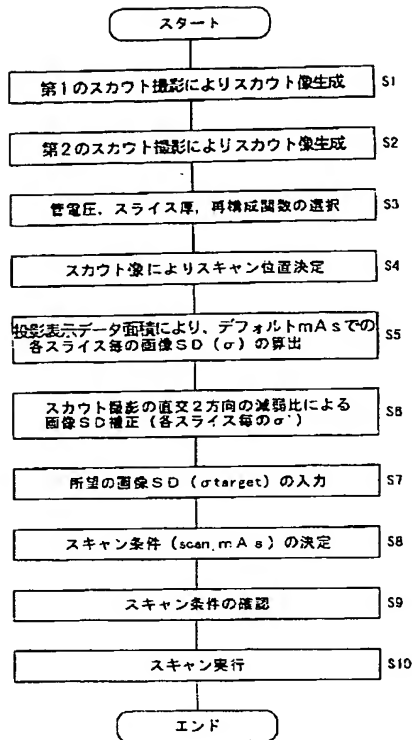 スタート
第1のスカウト撮影によりスカウト像生成
S1
第2のスカウト撮影によりスカウト像生成
S2
管電圧、スライス厚，再構成関数の選択
S3
スカウト像によりスキャン位置決定
S4
投影表示データ面積により、デフォルトmAsでの
各スライス毎の画像SD（σ）の算出
S5
スカウト撮影の直交2方向の減弱比による
画像SD補正（各スライス毎のσ'）
S6
所望の画像SD（σtarget）の入力
S7
スキャン条件（scan.mAs）の決定
S8
スキャン条件の確認
S9
スキャン実行
S10
エンド